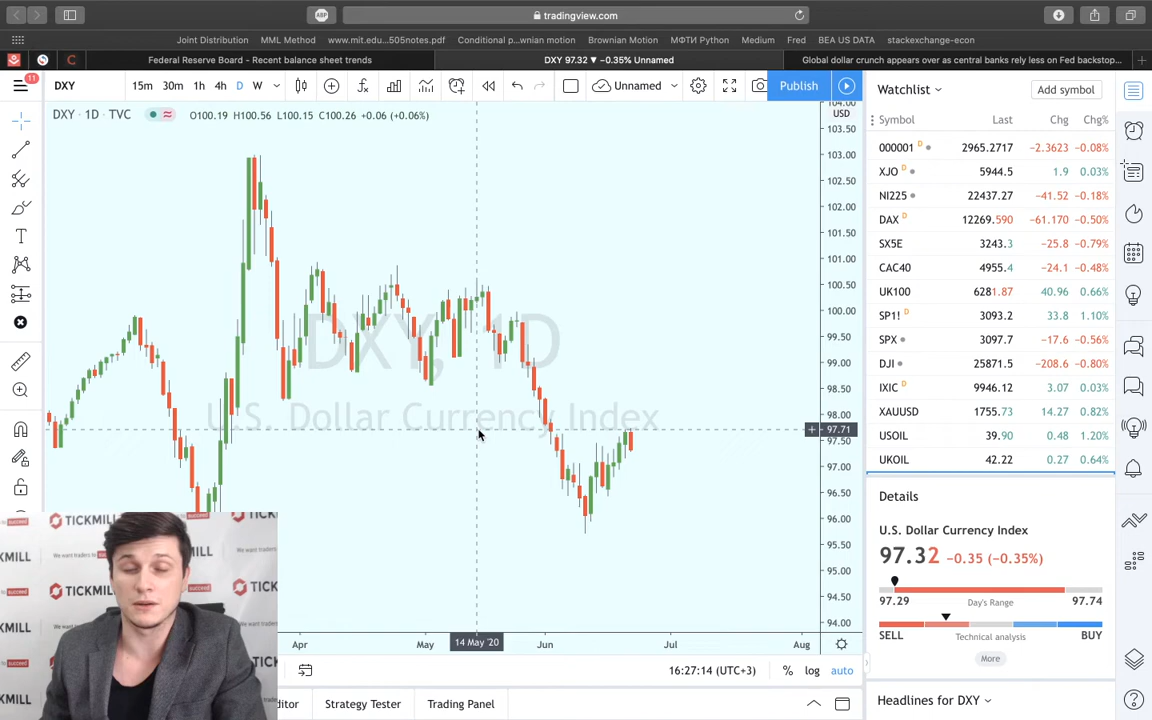 tradingview.com
ABP
Joint Distribution
MML Method
www.mit.edu...505notes.pdf
Conditional p...wnian motion
Brownian Motion
МФТИ Python
Medium
Fred
BEA US DATA
stackexchange-econ
Federal Reserve Board - Recent balance sheet trends
DXY 97.32 ▼ −0.35% Unnamed
Global dollar crunch appears over as central banks rely less on Fed backstop...
11
DXY
15m 30m 1h 4h D W
Unnamed
Publish
DXY · 1D · TVC
O100.19 H100.56 L100.15 C100.26 +0.06 (+0.06%)
DXY, 1D
U.S. Dollar Currency Index
104.00
USD
103.50
103.00
102.50
102.00
101.50
101.00
100.50
100.00
99.50
99.00
98.50
98.00
97.71
97.50
97.00
96.50
96.00
95.50
95.00
94.50
94.00
Apr
May
14 May '20
Jun
Jul
Aug
16:27:14 (UTC+3)
% log auto
Strategy Tester
Trading Panel
Watchlist
Add symbol
Symbol Last Chg Chg%
000001 D 2965.2717 −2.3623 −0.08%
XJO D 5944.5 1.9 0.03%
NI225 22437.27 −41.52 −0.18%
DAX D 12269.590 −61.170 −0.50%
SX5E 3243.3 −25.8 −0.79%
CAC40 4955.4 −24.1 −0.48%
UK100 6281.87 40.96 0.66%
SP1! D 3093.2 33.8 1.10%
SPX 3097.7 −17.6 −0.56%
DJI 25871.5 −208.6 −0.80%
IXIC D 9946.12 3.07 0.03%
XAUUSD 1755.73 14.27 0.82%
USOIL 39.90 0.48 1.20%
UKOIL 42.22 0.27 0.64%
Details
U.S. Dollar Currency Index
97.32 −0.35 (−0.35%)
97.29 Day's Range 97.74
SELL Technical analysis BUY
More
Headlines for DXY
TICKMILL
We want traders to succeed